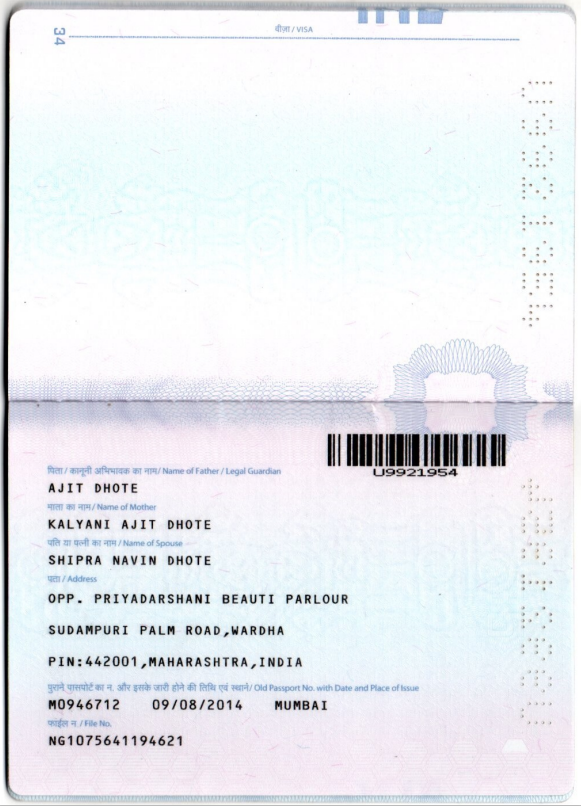 34
वीज़ा / VISA
U9921954
पिता / कानूनी अभिभावक का नाम / Name of Father / Legal Guardian
AJIT DHOTE
माता का नाम / Name of Mother
KALYANI AJIT DHOTE
पति या पत्नी का नाम / Name of Spouse
SHIPRA NAVIN DHOTE
पता / Address
OPP. PRIYADARSHANI BEAUTI PARLOUR
SUDAMPURI PALM ROAD,WARDHA
PIN:442001,MAHARASHTRA,INDIA
पुराने पासपोर्ट का न. और इसके जारी होने की तिथि एवं स्थान / Old Passport No. with Date and Place of Issue
M0946712 09/08/2014 MUMBAI
फाईल न. / File No.
NG1075641194621